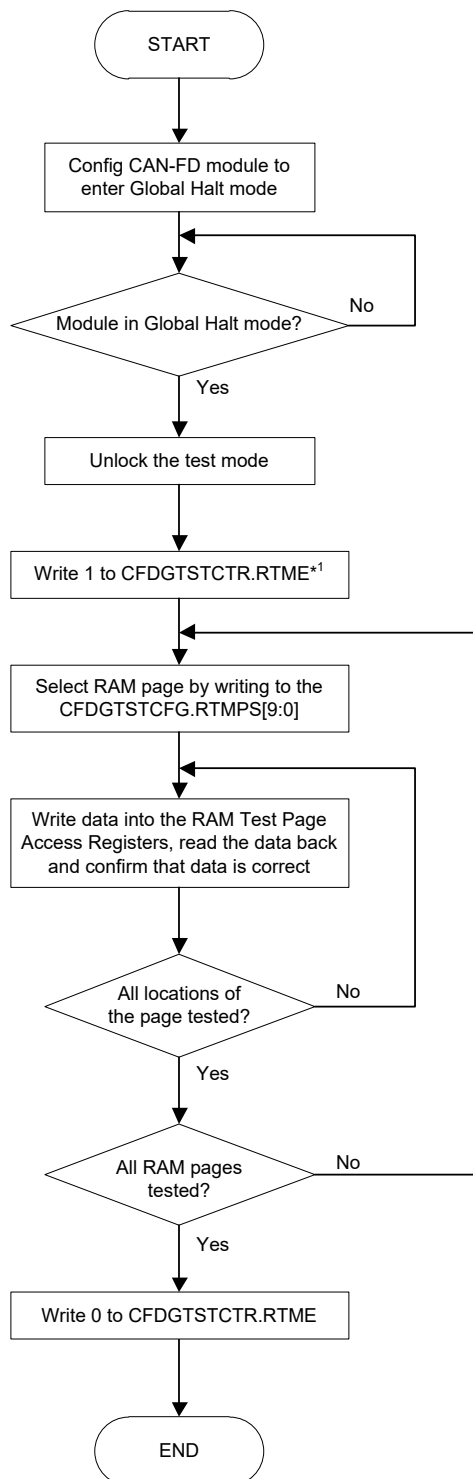 START
Config CAN-FD module to
enter Global Halt mode
Module in Global Halt mode?
No
Yes
Unlock the test mode
Write 1 to CFDGTSTCTR.RTME*1
Select RAM page by writing to the
CFDGTSTCFG.RTMPS[9:0]
Write data into the RAM Test Page
Access Registers, read the data back
and confirm that data is correct
All locations of
the page tested?
No
Yes
All RAM pages
tested?
No
Yes
Write 0 to CFDGTSTCTR.RTME
END